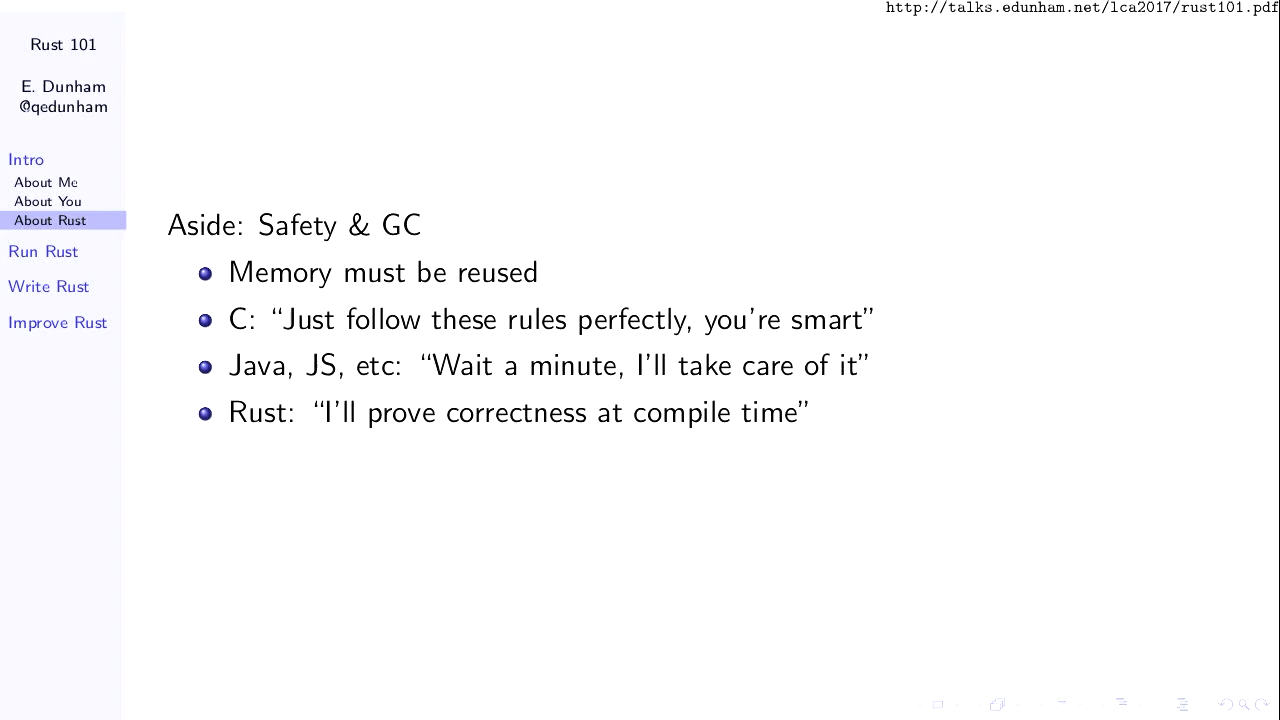 http://talks.edunham.net/lca2017/rust101.pdf
Rust 101
E. Dunham
@qedunham
Intro
About Me
About You
About Rust
Run Rust
Write Rust
Improve Rust
Aside: Safety & GC
Memory must be reused
C: “Just follow these rules perfectly, you’re smart”
Java, JS, etc: “Wait a minute, I’ll take care of it”
Rust: “I’ll prove correctness at compile time”